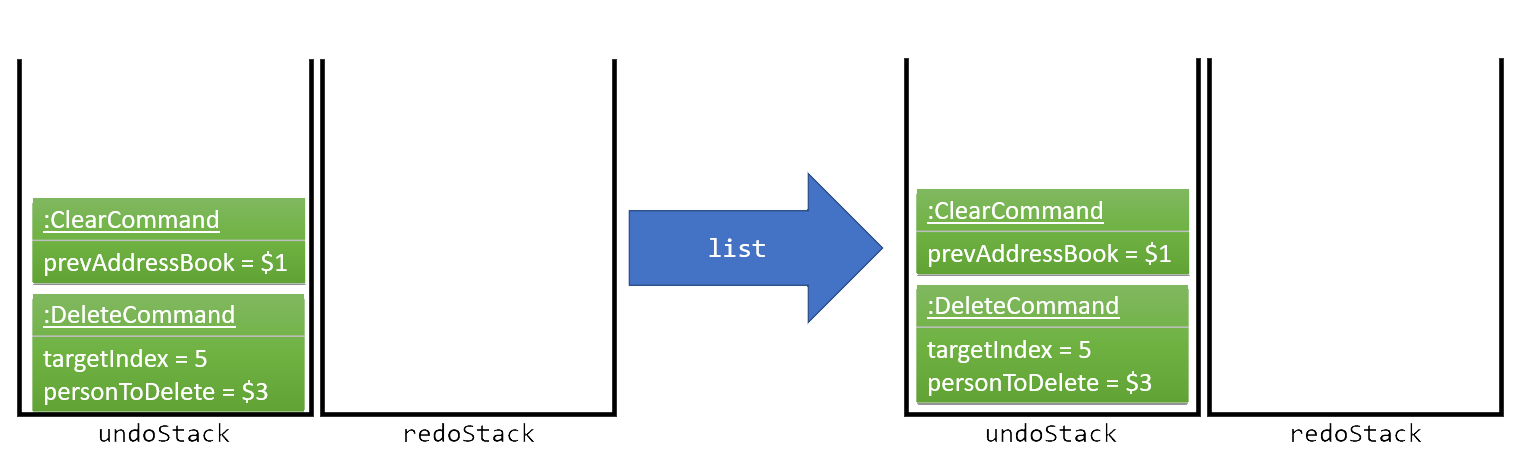 :ClearCommand
prevAddressBook = $1
:DeleteCommand
targetIndex = 5
personToDelete = $3
undoStack
redoStack
list
:ClearCommand
prevAddressBook = $1
:DeleteCommand
targetIndex = 5
personToDelete = $3
undoStack
redoStack